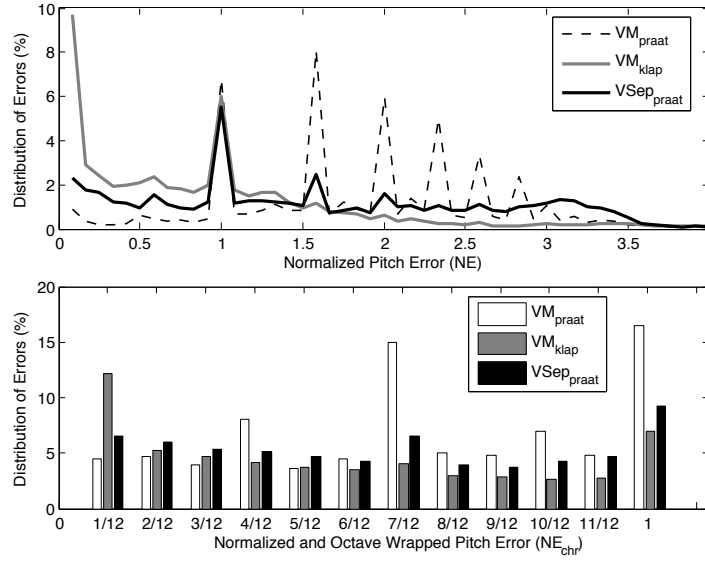 Distribution of Errors (%)
10
8
6
4
2
0
VM praat
VM klap
VSep praat
0 0.5 1 1.5 2 2.5 3 3.5
Normalized Pitch Error (NE)
Distribution of Errors (%)
20
15
10
5
0
VM praat
VM klap
VSep praat
0 1/12 2/12 3/12 4/12 5/12 6/12 7/12 8/12 9/12 10/12 11/12 1
Normalized and Octave Wrapped Pitch Error (NE chr)